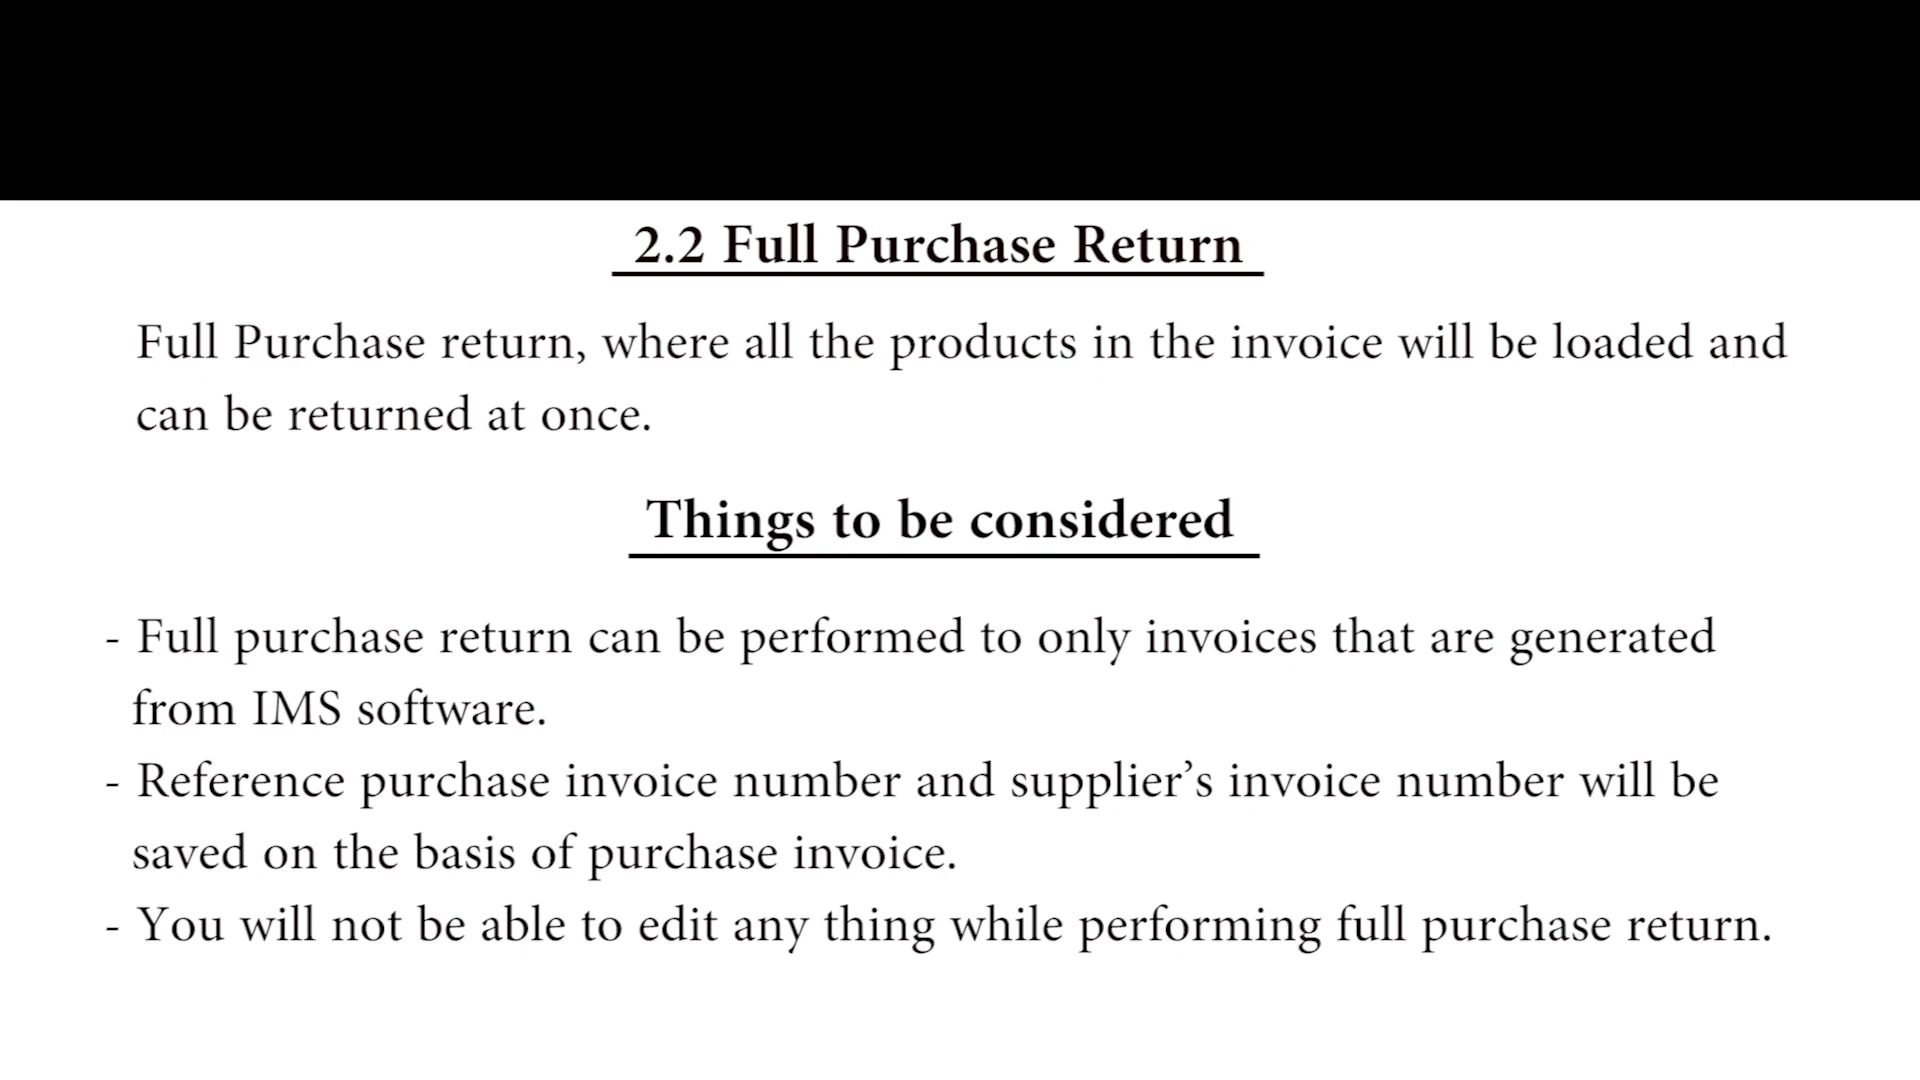 2.2 Full Purchase Return
Full Purchase return, where all the products in the invoice will be loaded and
can be returned at once.
Things to be considered
- Full purchase return can be performed to only invoices that are generated
from IMS software.
- Reference purchase invoice number and supplier’s invoice number will be
saved on the basis of purchase invoice.
- You will not be able to edit any thing while performing full purchase return.